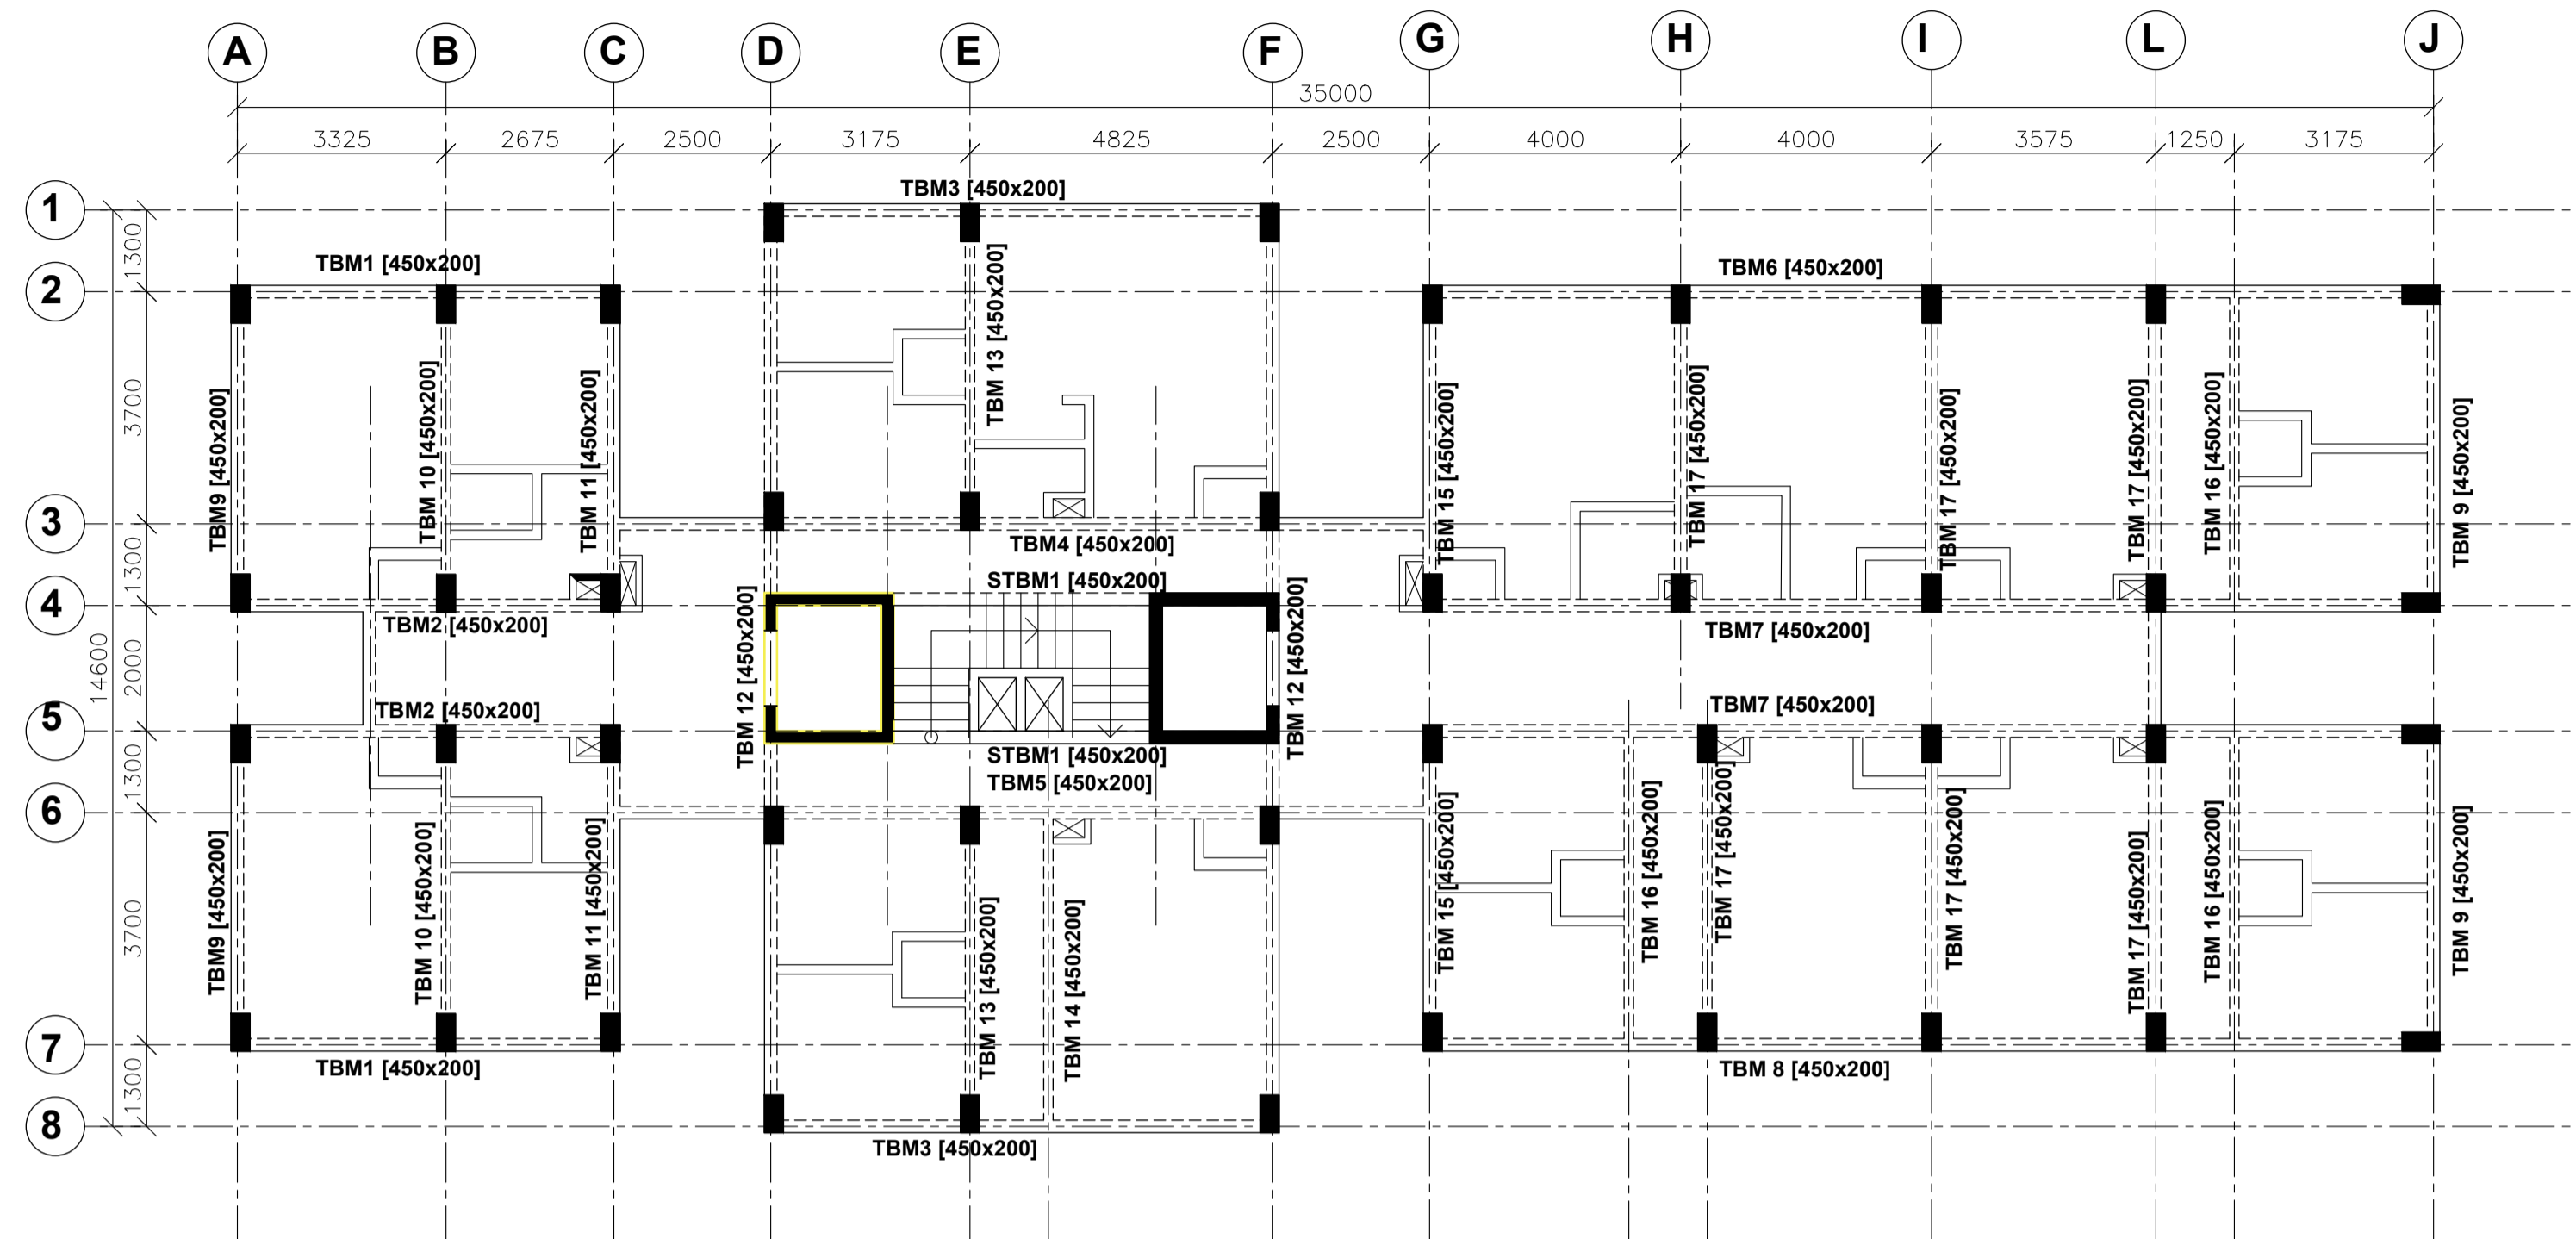 A B C D E F G H I L J
35000
3325 2675 2500 3175 4825 2500 4000 4000 3575 1250 3175
1
2
3
4
5
6
7
8
1300
3700
1300
2000
1300
3700
1300
14600
TBM3 [450x200]
TBM1 [450x200]
TBM6 [450x200]
TBM9 [450x200]
TBM 10 [450x200]
TBM 11 [450x200]
TBM 13 [450x200]
TBM 15 [450x200]
TBM 17 [450x200]
TBM 17 [450x200]
TBM 17 [450x200]
TBM 16 [450x200]
TBM 9 [450x200]
TBM4 [450x200]
STBM1 [450x200]
TBM2 [450x200]
TBM7 [450x200]
TBM 12 [450x200]
TBM 12 [450x200]
TBM2 [450x200]
TBM7 [450x200]
STBM1 [450x200]
TBM5 [450x200]
TBM9 [450x200]
TBM 10 [450x200]
TBM 11 [450x200]
TBM 13 [450x200]
TBM 14 [450x200]
TBM 15 [450x200]
TBM 16 [450x200]
TBM 17 [450x200]
TBM 17 [450x200]
TBM 17 [450x200]
TBM 16 [450x200]
TBM 9 [450x200]
TBM1 [450x200]
TBM 8 [450x200]
TBM3 [450x200]